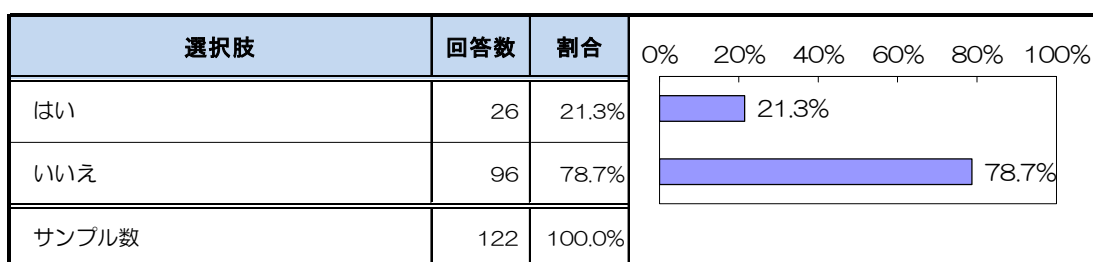 選択肢 回答数 割合 0% 20% 40% 60% 80% 100%
はい 26 21.3% 21.3%
いいえ 96 78.7% 78.7%
サンプル数 122 100.0%